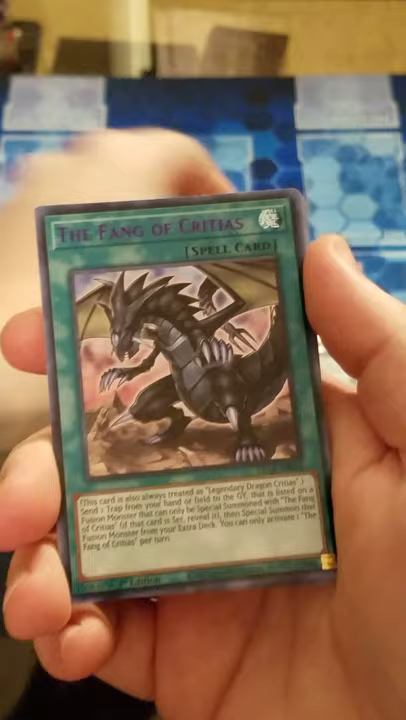 The Fang of Critias
[Spell Card]
(This card is also always treated as "Legendary Dragon Critias".)
Send 1 Trap from your hand or field to the GY, that is listed on a
Fusion Monster that can only be Special Summoned with "The Fang
of Critias" (if that card is Set, reveal it), then Special Summon that
Fusion Monster from your Extra Deck. You can only activate 1 "The
Fang of Critias" per turn.
1st Edition